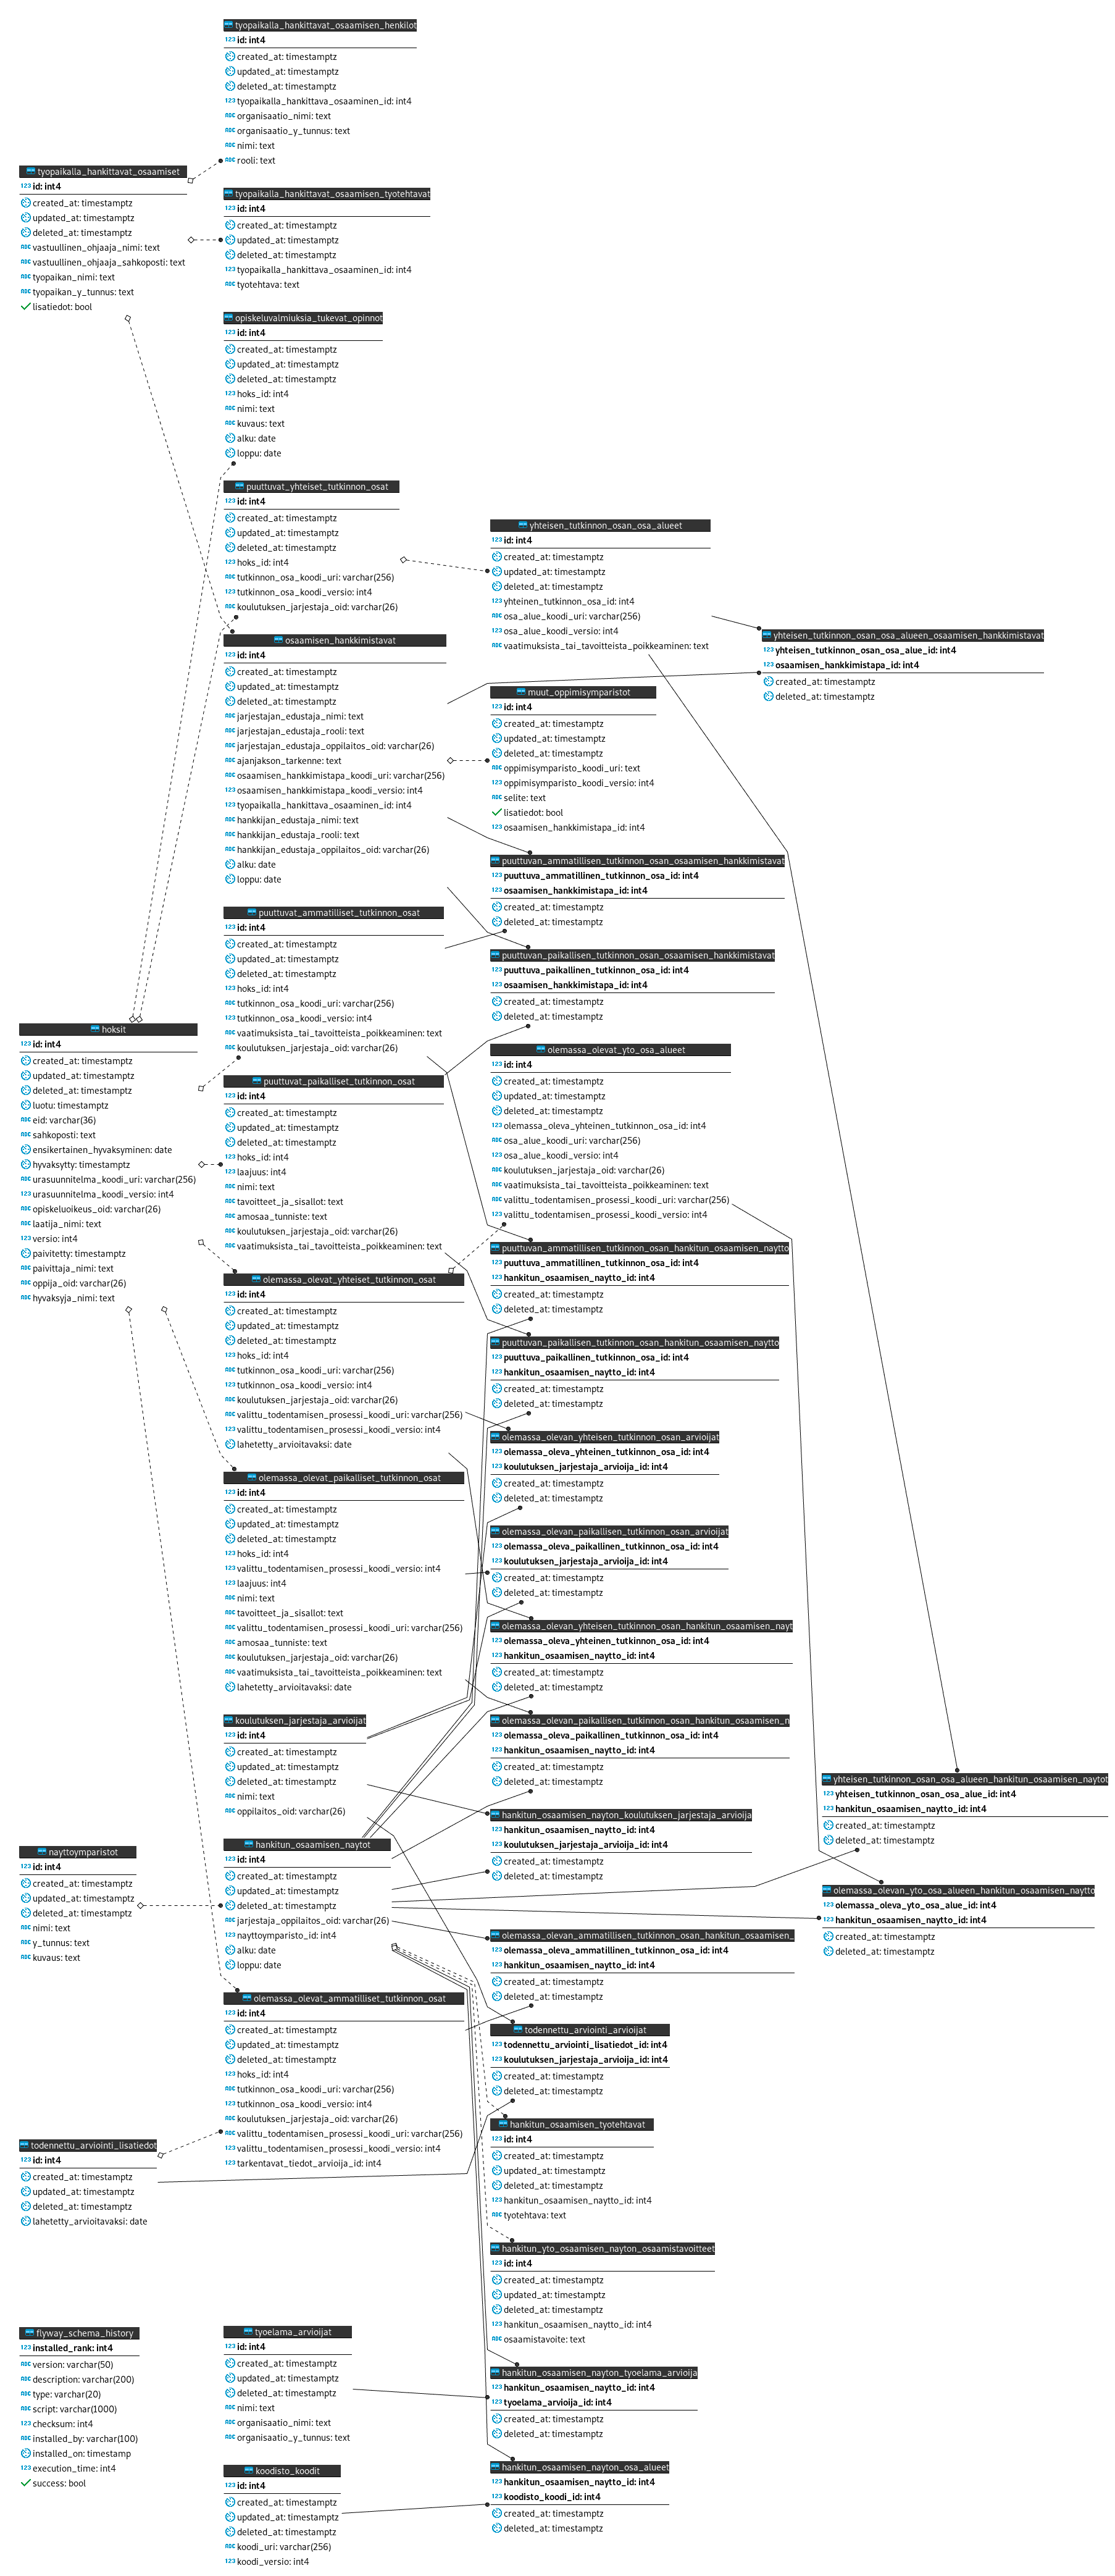 tyopaikalla_hankittavat_osaamisen_henkilot
id: int4
created_at: timestamptz
updated_at: timestamptz
deleted_at: timestamptz
tyopaikalla_hankittava_osaaminen_id: int4
organisaatio_nimi: text
organisaatio_y_tunnus: text
nimi: text
rooli: text
tyopaikalla_hankittavat_osaamiset
id: int4
created_at: timestamptz
updated_at: timestamptz
deleted_at: timestamptz
vastuullinen_ohjaaja_nimi: text
vastuullinen_ohjaaja_sahkoposti: text
tyopaikan_nimi: text
tyopaikan_y_tunnus: text
lisatiedot: bool
tyopaikalla_hankittavat_osaamisen_tyotehtavat
id: int4
created_at: timestamptz
updated_at: timestamptz
deleted_at: timestamptz
tyopaikalla_hankittava_osaaminen_id: int4
tyotehtava: text
opiskeluvalmiuksia_tukevat_opinnot
id: int4
created_at: timestamptz
updated_at: timestamptz
deleted_at: timestamptz
hoks_id: int4
nimi: text
kuvaus: text
alku: date
loppu: date
puuttuvat_yhteiset_tutkinnon_osat
id: int4
created_at: timestamptz
updated_at: timestamptz
deleted_at: timestamptz
hoks_id: int4
tutkinnon_osa_koodi_uri: varchar(256)
tutkinnon_osa_koodi_versio: int4
koulutuksen_jarjestaja_oid: varchar(26)
yhteisen_tutkinnon_osan_osa_alueet
id: int4
created_at: timestamptz
updated_at: timestamptz
deleted_at: timestamptz
yhteinen_tutkinnon_osa_id: int4
osa_alue_koodi_uri: varchar(256)
osa_alue_koodi_versio: int4
vaatimuksista_tai_tavoitteista_poikkeaminen: text
yhteisen_tutkinnon_osan_osa_alueen_osaamisen_hankkimistavat
yhteisen_tutkinnon_osan_osa_alue_id: int4
osaamisen_hankkimistapa_id: int4
created_at: timestamptz
deleted_at: timestamptz
osaamisen_hankkimistavat
id: int4
created_at: timestamptz
updated_at: timestamptz
deleted_at: timestamptz
jarjestajan_edustaja_nimi: text
jarjestajan_edustaja_rooli: text
jarjestajan_edustaja_oppilaitos_oid: varchar(26)
ajanjakson_tarkenne: text
osaamisen_hankkimistapa_koodi_uri: varchar(256)
osaamisen_hankkimistapa_koodi_versio: int4
tyopaikalla_hankittava_osaaminen_id: int4
hankkijan_edustaja_nimi: text
hankkijan_edustaja_rooli: text
hankkijan_edustaja_oppilaitos_oid: varchar(26)
alku: date
loppu: date
muut_oppimisymparistot
id: int4
created_at: timestamptz
updated_at: timestamptz
deleted_at: timestamptz
oppimisymparisto_koodi_uri: text
oppimisymparisto_koodi_versio: int4
selite: text
lisatiedot: bool
osaamisen_hankkimistapa_id: int4
puuttuvan_ammatillisen_tutkinnon_osan_osaamisen_hankkimistavat
puuttuva_ammatillinen_tutkinnon_osa_id: int4
osaamisen_hankkimistapa_id: int4
created_at: timestamptz
deleted_at: timestamptz
puuttuvat_ammatilliset_tutkinnon_osat
id: int4
created_at: timestamptz
updated_at: timestamptz
deleted_at: timestamptz
hoks_id: int4
tutkinnon_osa_koodi_uri: varchar(256)
tutkinnon_osa_koodi_versio: int4
vaatimuksista_tai_tavoitteista_poikkeaminen: text
koulutuksen_jarjestaja_oid: varchar(26)
puuttuvan_paikallisen_tutkinnon_osan_osaamisen_hankkimistavat
puuttuva_paikallinen_tutkinnon_osa_id: int4
osaamisen_hankkimistapa_id: int4
created_at: timestamptz
deleted_at: timestamptz
hoksit
id: int4
created_at: timestamptz
updated_at: timestamptz
deleted_at: timestamptz
luotu: timestamptz
eid: varchar(36)
sahkoposti: text
ensikertainen_hyvaksyminen: date
hyvaksytty: timestamptz
urasuunnitelma_koodi_uri: varchar(256)
urasuunnitelma_koodi_versio: int4
opiskeluoikeus_oid: varchar(26)
laatija_nimi: text
versio: int4
paivitetty: timestamptz
paivittaja_nimi: text
oppija_oid: varchar(26)
hyvaksyja_nimi: text
puuttuvat_paikalliset_tutkinnon_osat
id: int4
created_at: timestamptz
updated_at: timestamptz
deleted_at: timestamptz
hoks_id: int4
laajuus: int4
nimi: text
tavoitteet_ja_sisallot: text
amosaa_tunniste: text
koulutuksen_jarjestaja_oid: varchar(26)
vaatimuksista_tai_tavoitteista_poikkeaminen: text
olemassa_olevat_yto_osa_alueet
id: int4
created_at: timestamptz
updated_at: timestamptz
deleted_at: timestamptz
olemassa_oleva_yhteinen_tutkinnon_osa_id: int4
osa_alue_koodi_uri: varchar(256)
osa_alue_koodi_versio: int4
koulutuksen_jarjestaja_oid: varchar(26)
vaatimuksista_tai_tavoitteista_poikkeaminen: text
valittu_todentamisen_prosessi_koodi_uri: varchar(256)
valittu_todentamisen_prosessi_koodi_versio: int4
puuttuvan_ammatillisen_tutkinnon_osan_hankitun_osaamisen_naytto
puuttuva_ammatillinen_tutkinnon_osa_id: int4
hankitun_osaamisen_naytto_id: int4
created_at: timestamptz
deleted_at: timestamptz
olemassa_olevat_yhteiset_tutkinnon_osat
id: int4
created_at: timestamptz
updated_at: timestamptz
deleted_at: timestamptz
hoks_id: int4
tutkinnon_osa_koodi_uri: varchar(256)
tutkinnon_osa_koodi_versio: int4
koulutuksen_jarjestaja_oid: varchar(26)
valittu_todentamisen_prosessi_koodi_uri: varchar(256)
valittu_todentamisen_prosessi_koodi_versio: int4
lahetetty_arvioitavaksi: date
puuttuvan_paikallisen_tutkinnon_osan_hankitun_osaamisen_naytto
puuttuva_paikallinen_tutkinnon_osa_id: int4
hankitun_osaamisen_naytto_id: int4
created_at: timestamptz
deleted_at: timestamptz
olemassa_olevan_yhteisen_tutkinnon_osan_arvioijat
olemassa_oleva_yhteinen_tutkinnon_osa_id: int4
koulutuksen_jarjestaja_arvioija_id: int4
created_at: timestamptz
deleted_at: timestamptz
olemassa_olevat_paikalliset_tutkinnon_osat
id: int4
created_at: timestamptz
updated_at: timestamptz
deleted_at: timestamptz
hoks_id: int4
valittu_todentamisen_prosessi_koodi_versio: int4
laajuus: int4
nimi: text
tavoitteet_ja_sisallot: text
valittu_todentamisen_prosessi_koodi_uri: varchar(256)
amosaa_tunniste: text
koulutuksen_jarjestaja_oid: varchar(26)
vaatimuksista_tai_tavoitteista_poikkeaminen: text
lahetetty_arvioitavaksi: date
olemassa_olevan_paikallisen_tutkinnon_osan_arvioijat
olemassa_oleva_paikallinen_tutkinnon_osa_id: int4
koulutuksen_jarjestaja_arvioija_id: int4
created_at: timestamptz
deleted_at: timestamptz
olemassa_olevan_yhteisen_tutkinnon_osan_hankitun_osaamisen_nayt
olemassa_oleva_yhteinen_tutkinnon_osa_id: int4
hankitun_osaamisen_naytto_id: int4
created_at: timestamptz
deleted_at: timestamptz
koulutuksen_jarjestaja_arvioijat
id: int4
created_at: timestamptz
updated_at: timestamptz
deleted_at: timestamptz
nimi: text
oppilaitos_oid: varchar(26)
olemassa_olevan_paikallisen_tutkinnon_osan_hankitun_osaamisen_n
olemassa_oleva_paikallinen_tutkinnon_osa_id: int4
hankitun_osaamisen_naytto_id: int4
created_at: timestamptz
deleted_at: timestamptz
yhteisen_tutkinnon_osan_osa_alueen_hankitun_osaamisen_naytot
yhteisen_tutkinnon_osan_osa_alue_id: int4
hankitun_osaamisen_naytto_id: int4
created_at: timestamptz
deleted_at: timestamptz
hankitun_osaamisen_nayton_koulutuksen_jarjestaja_arvioija
hankitun_osaamisen_naytto_id: int4
koulutuksen_jarjestaja_arvioija_id: int4
created_at: timestamptz
deleted_at: timestamptz
nayttoymparistot
id: int4
created_at: timestamptz
updated_at: timestamptz
deleted_at: timestamptz
nimi: text
y_tunnus: text
kuvaus: text
hankitun_osaamisen_naytot
id: int4
created_at: timestamptz
updated_at: timestamptz
deleted_at: timestamptz
jarjestaja_oppilaitos_oid: varchar(26)
nayttoymparisto_id: int4
alku: date
loppu: date
olemassa_olevan_yto_osa_alueen_hankitun_osaamisen_naytto
olemassa_oleva_yto_osa_alue_id: int4
hankitun_osaamisen_naytto_id: int4
created_at: timestamptz
deleted_at: timestamptz
olemassa_olevan_ammatillisen_tutkinnon_osan_hankitun_osaamisen_
olemassa_oleva_ammatillinen_tutkinnon_osa_id: int4
hankitun_osaamisen_naytto_id: int4
created_at: timestamptz
deleted_at: timestamptz
olemassa_olevat_ammatilliset_tutkinnon_osat
id: int4
created_at: timestamptz
updated_at: timestamptz
deleted_at: timestamptz
hoks_id: int4
tutkinnon_osa_koodi_uri: varchar(256)
tutkinnon_osa_koodi_versio: int4
koulutuksen_jarjestaja_oid: varchar(26)
valittu_todentamisen_prosessi_koodi_uri: varchar(256)
valittu_todentamisen_prosessi_koodi_versio: int4
tarkentavat_tiedot_arvioija_id: int4
todennettu_arviointi_arvioijat
todennettu_arviointi_lisatiedot_id: int4
koulutuksen_jarjestaja_arvioija_id: int4
created_at: timestamptz
deleted_at: timestamptz
todennettu_arviointi_lisatiedot
id: int4
created_at: timestamptz
updated_at: timestamptz
deleted_at: timestamptz
lahetetty_arvioitavaksi: date
hankitun_osaamisen_tyotehtavat
id: int4
created_at: timestamptz
updated_at: timestamptz
deleted_at: timestamptz
hankitun_osaamisen_naytto_id: int4
tyotehtava: text
hankitun_yto_osaamisen_nayton_osaamistavoitteet
id: int4
created_at: timestamptz
updated_at: timestamptz
deleted_at: timestamptz
hankitun_osaamisen_naytto_id: int4
osaamistavoite: text
flyway_schema_history
installed_rank: int4
version: varchar(50)
description: varchar(200)
type: varchar(20)
script: varchar(1000)
checksum: int4
installed_by: varchar(100)
installed_on: timestamp
execution_time: int4
success: bool
tyoelama_arvioijat
id: int4
created_at: timestamptz
updated_at: timestamptz
deleted_at: timestamptz
nimi: text
organisaatio_nimi: text
organisaatio_y_tunnus: text
hankitun_osaamisen_nayton_tyoelama_arvioija
hankitun_osaamisen_naytto_id: int4
tyoelama_arvioija_id: int4
created_at: timestamptz
deleted_at: timestamptz
koodisto_koodit
id: int4
created_at: timestamptz
updated_at: timestamptz
deleted_at: timestamptz
koodi_uri: varchar(256)
koodi_versio: int4
hankitun_osaamisen_nayton_osa_alueet
hankitun_osaamisen_naytto_id: int4
koodisto_koodi_id: int4
created_at: timestamptz
deleted_at: timestamptz